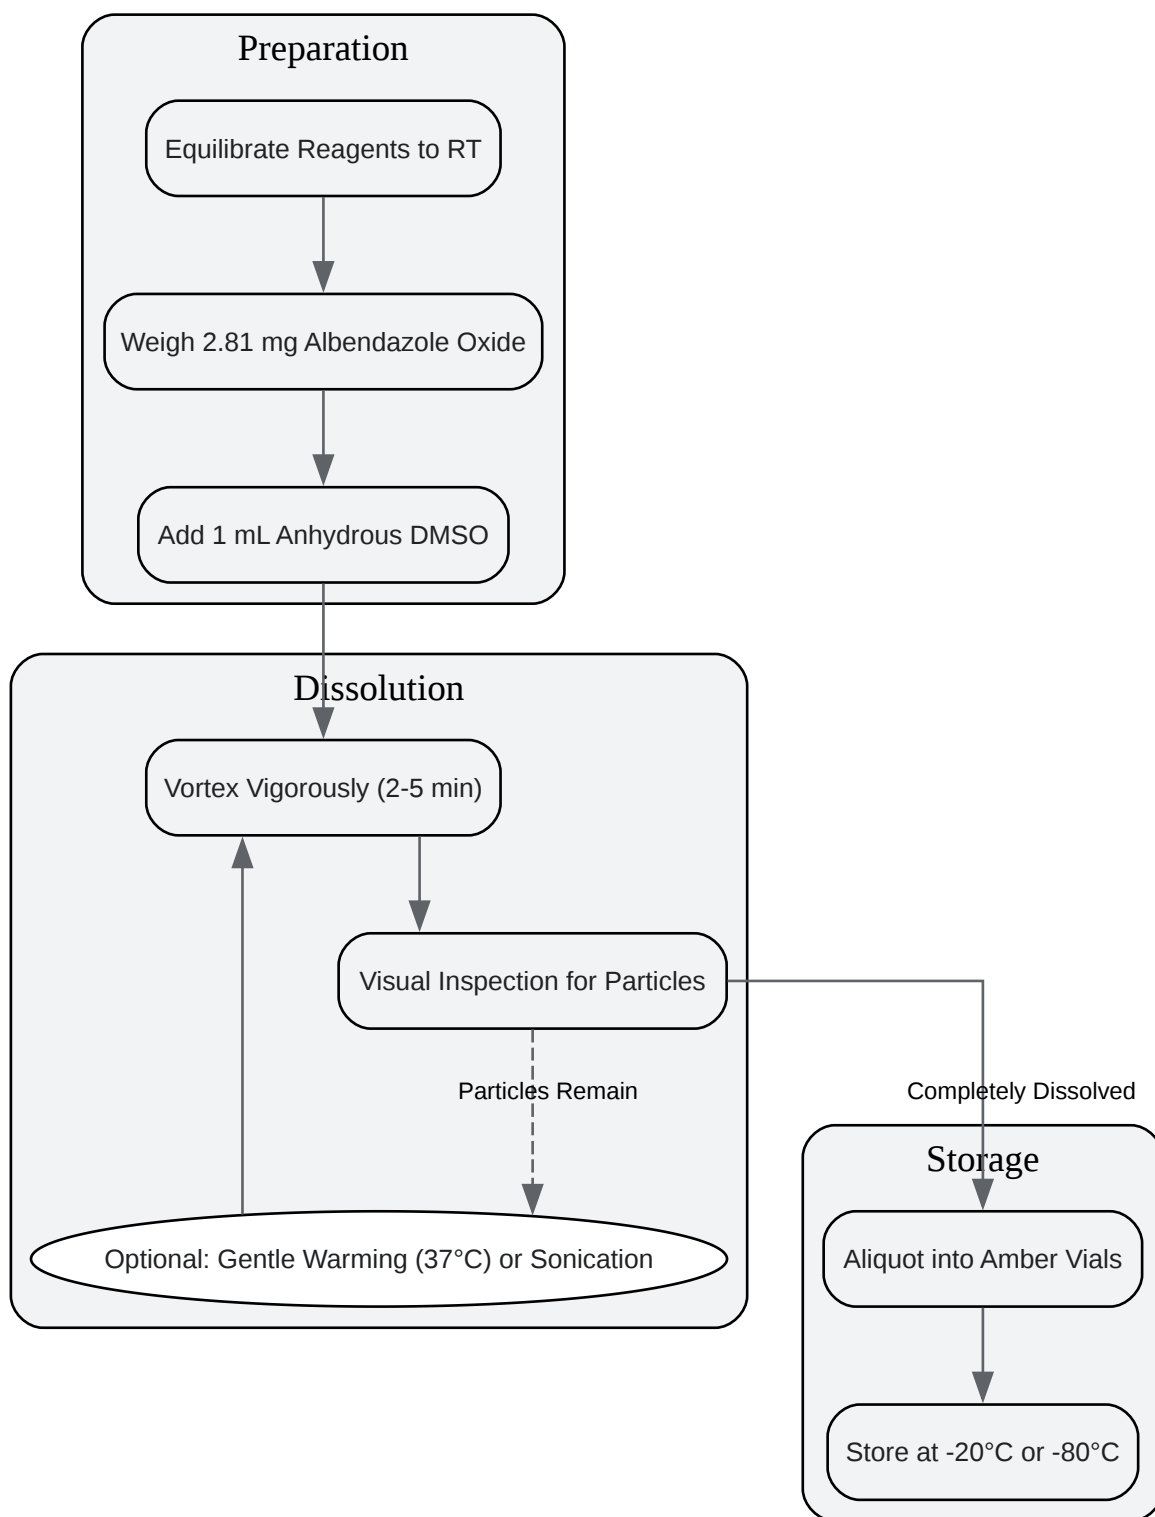 Preparation
Equilibrate Reagents to RT
Weigh 2.81 mg Albendazole Oxide
Add 1 mL Anhydrous DMSO
Dissolution
Vortex Vigorously (2-5 min)
Visual Inspection for Particles
Particles Remain
Completely Dissolved
Optional: Gentle Warming (37°C) or Sonication
Storage
Aliquot into Amber Vials
Store at -20°C or -80°C